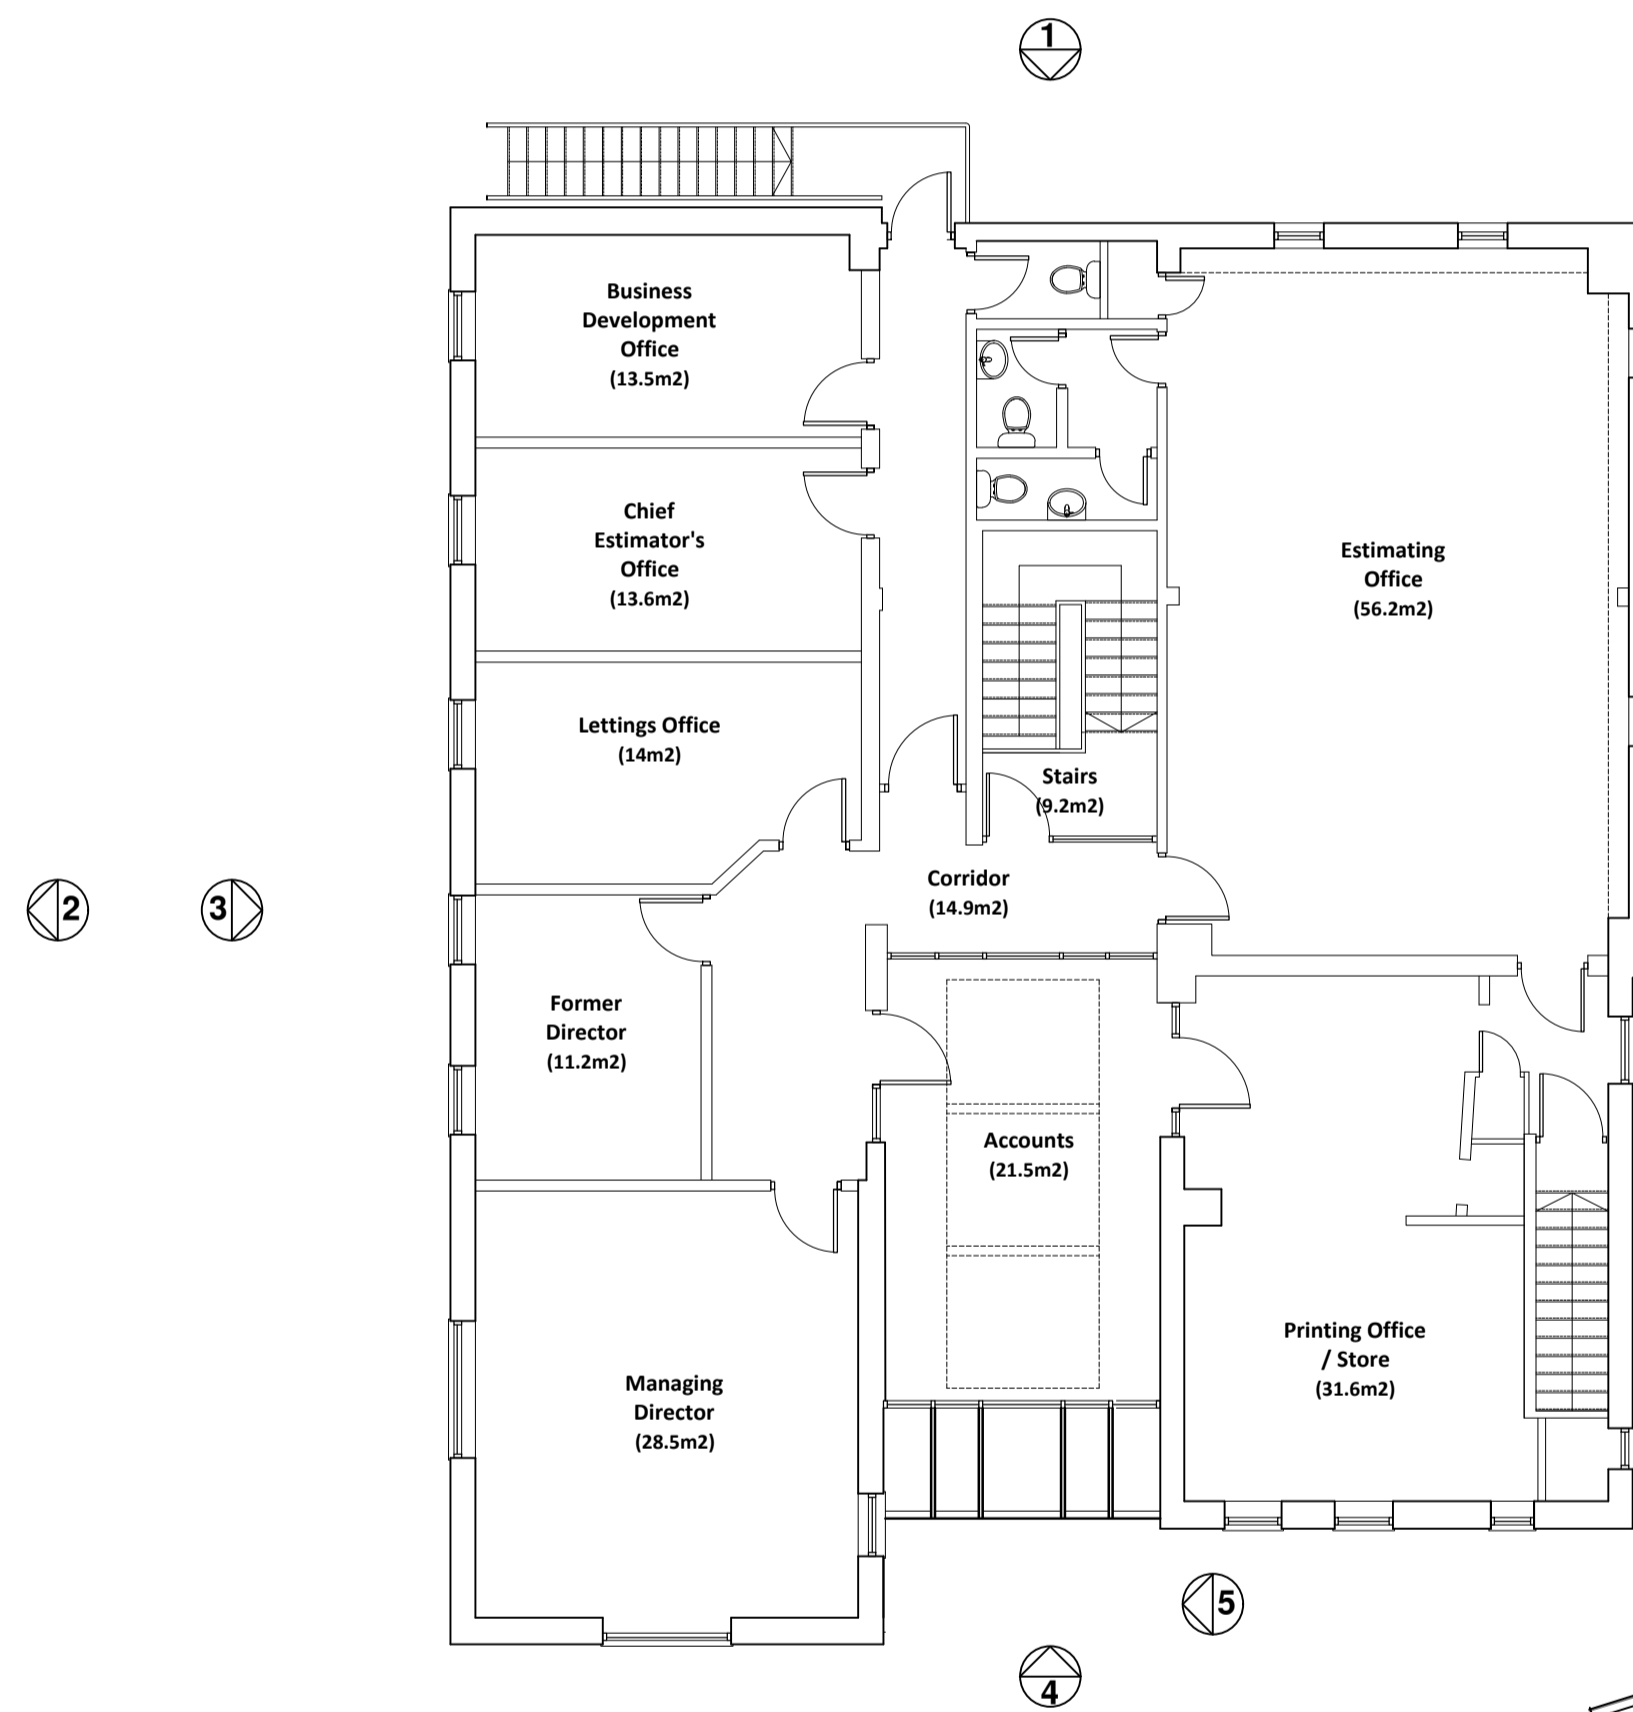 1
Business
Development
Office
(13.5m2)
Chief
Estimator's
Office
(13.6m2)
Estimating
Office
(56.2m2)
Lettings Office
(14m2)
Stairs
(9.2m2)
Corridor
(14.9m2)
2
3
Former
Director
(11.2m2)
Accounts
(21.5m2)
Printing Office
/ Store
(31.6m2)
Managing
Director
(28.5m2)
5
4